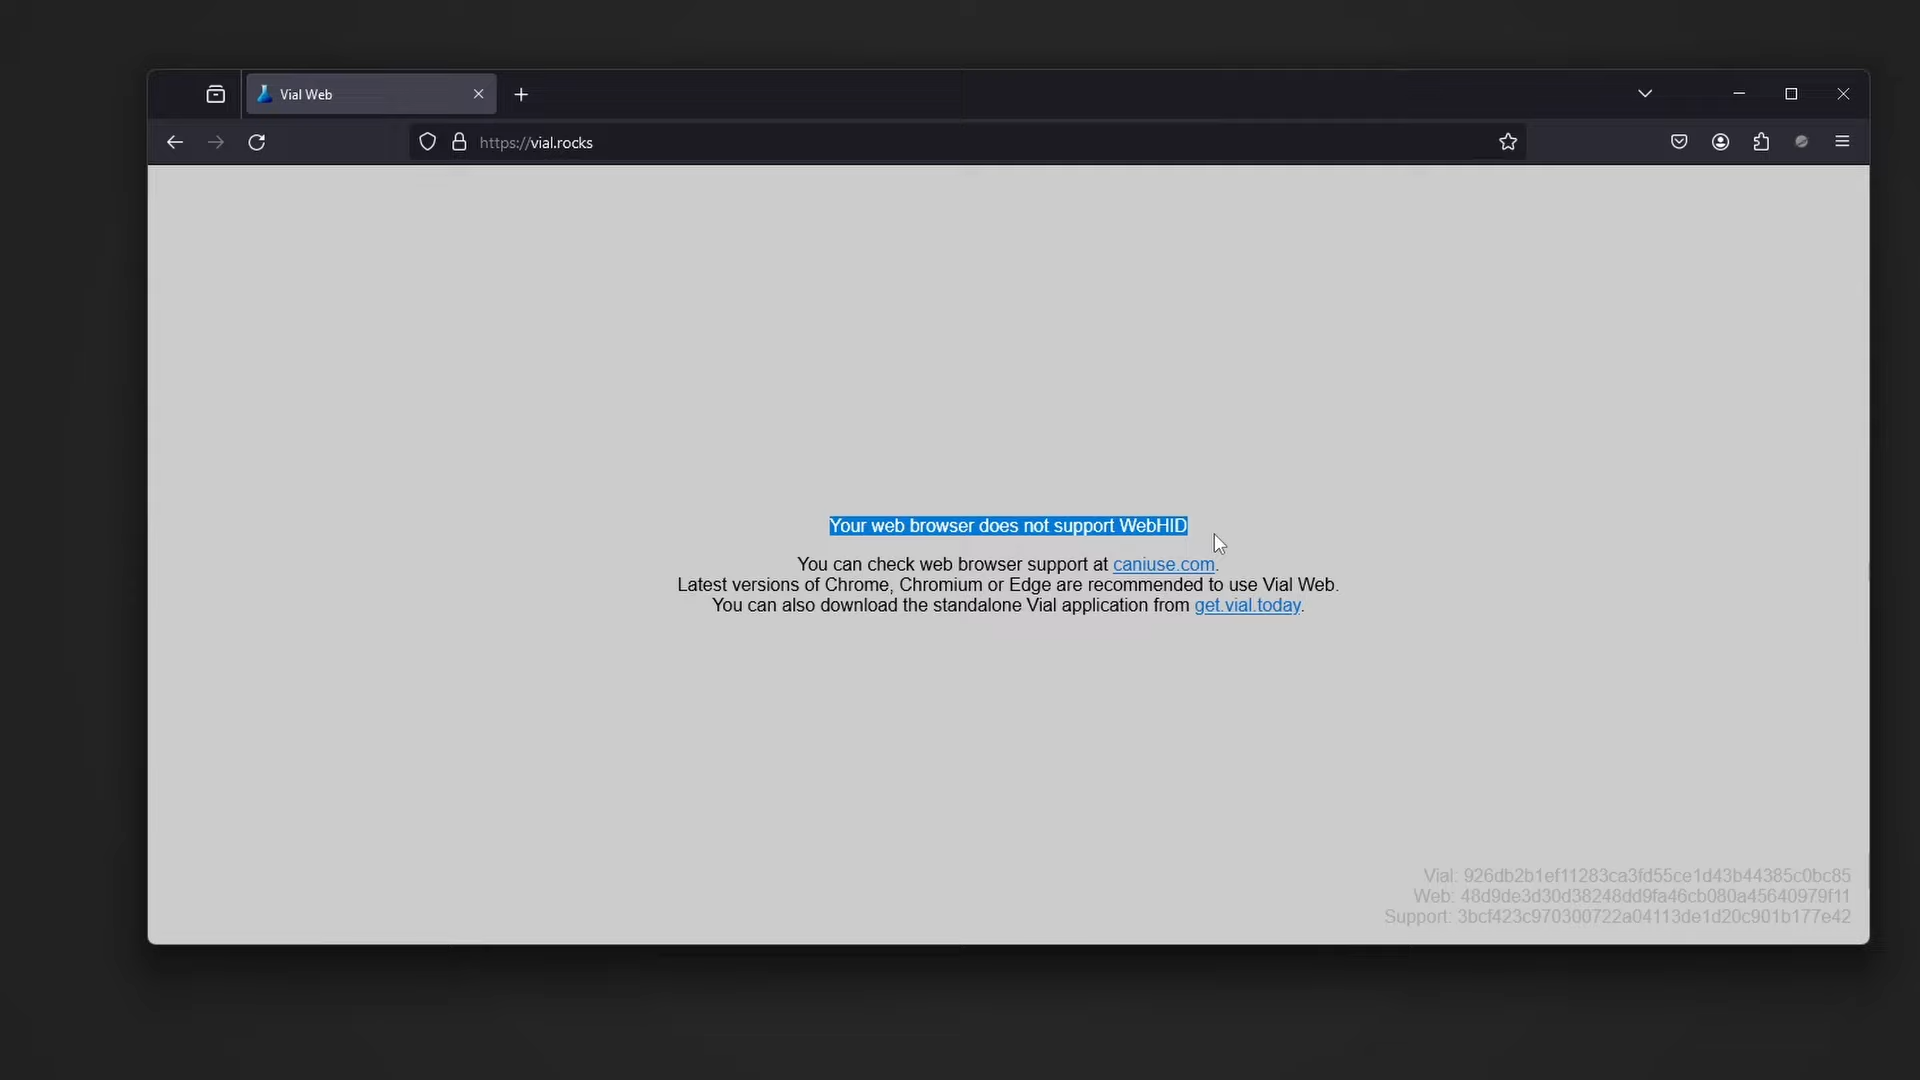 Vial Web
https://vial.rocks
Your web browser does not support WebHID
You can check web browser support at caniuse.com.
Latest versions of Chrome, Chromium or Edge are recommended to use Vial Web.
You can also download the standalone Vial application from get.vial.today.
Vial: 926db2b1ef11283ca3fd55ce1d43b44385c0bc85
Web: 48d9de3d30d38248dd9fa46cb080a45640979f11
Support: 3bcf423c970300722a04113de1d20c901b177e42